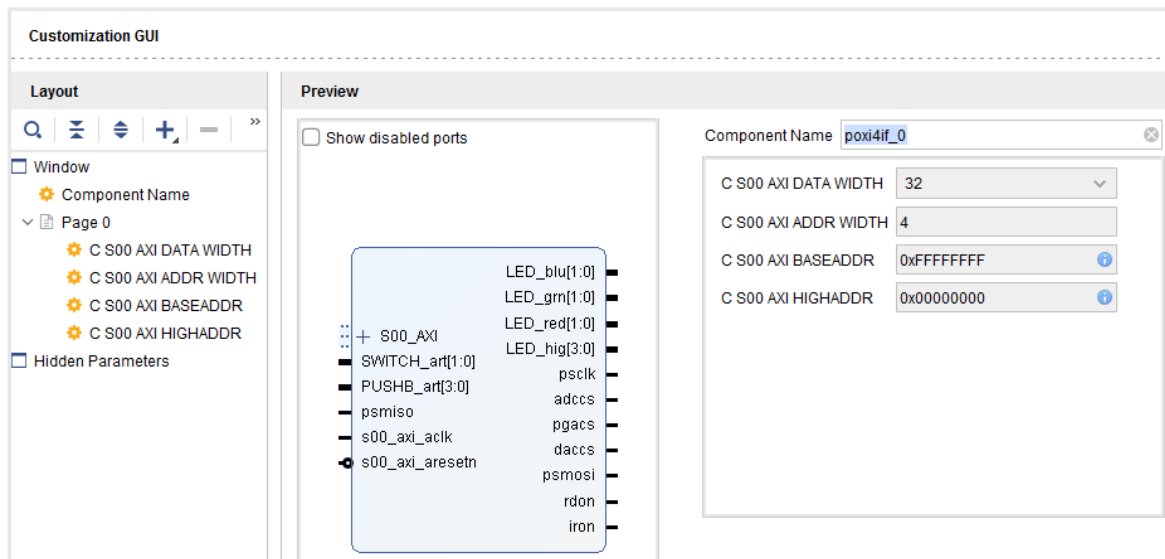 Customization GUI
Layout
»
Window
Component Name
Page 0
C S00 AXI DATA WIDTH
C S00 AXI ADDR WIDTH
C S00 AXI BASEADDR
C S00 AXI HIGHADDR
Hidden Parameters
Preview
Show disabled ports
S00_AXI
SWITCH_art[1:0]
PUSHB_art[3:0]
psmiso
s00_axi_aclk
s00_axi_aresetn
LED_blu[1:0]
LED_grn[1:0]
LED_red[1:0]
LED_hig[3:0]
psclk
adccs
pgacs
daccs
psmosi
rdon
iron
Component Name poxi4if_0
C S00 AXI DATA WIDTH 32
C S00 AXI ADDR WIDTH 4
C S00 AXI BASEADDR 0xFFFFFFFF
C S00 AXI HIGHADDR 0x00000000